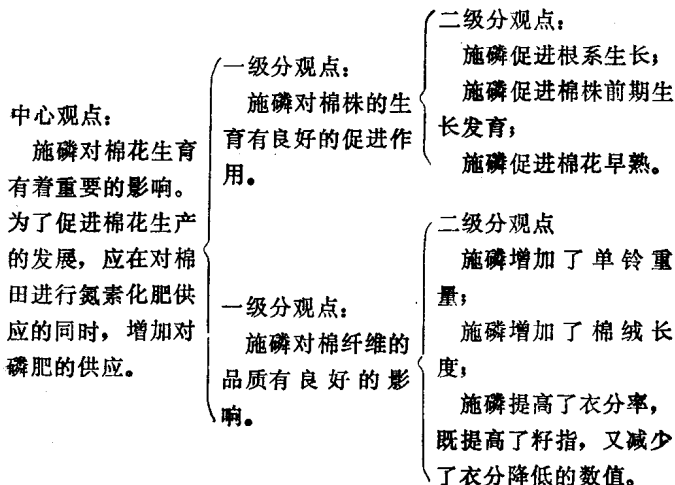 中心观点：
施磷对棉花生育
有着重要的影响。
为了促进棉花生产
的发展，应在对棉
田进行氮素化肥供
应的同时，增加对
磷肥的供应。
一级分观点：
施磷对棉株的生
育有良好的促进作
用。
二级分观点：
施磷促进根系生长；
施磷促进棉株前期生
长发育；
施磷促进棉花早熟。
一级分观点：
施磷对棉纤维的
品质有良好的影
响。
二级分观点
施磷增加了单铃重
量；
施磷增加了棉绒长
度；
施磷提高了衣分率，
既提高了籽指，又减少
了衣分降低的数值。